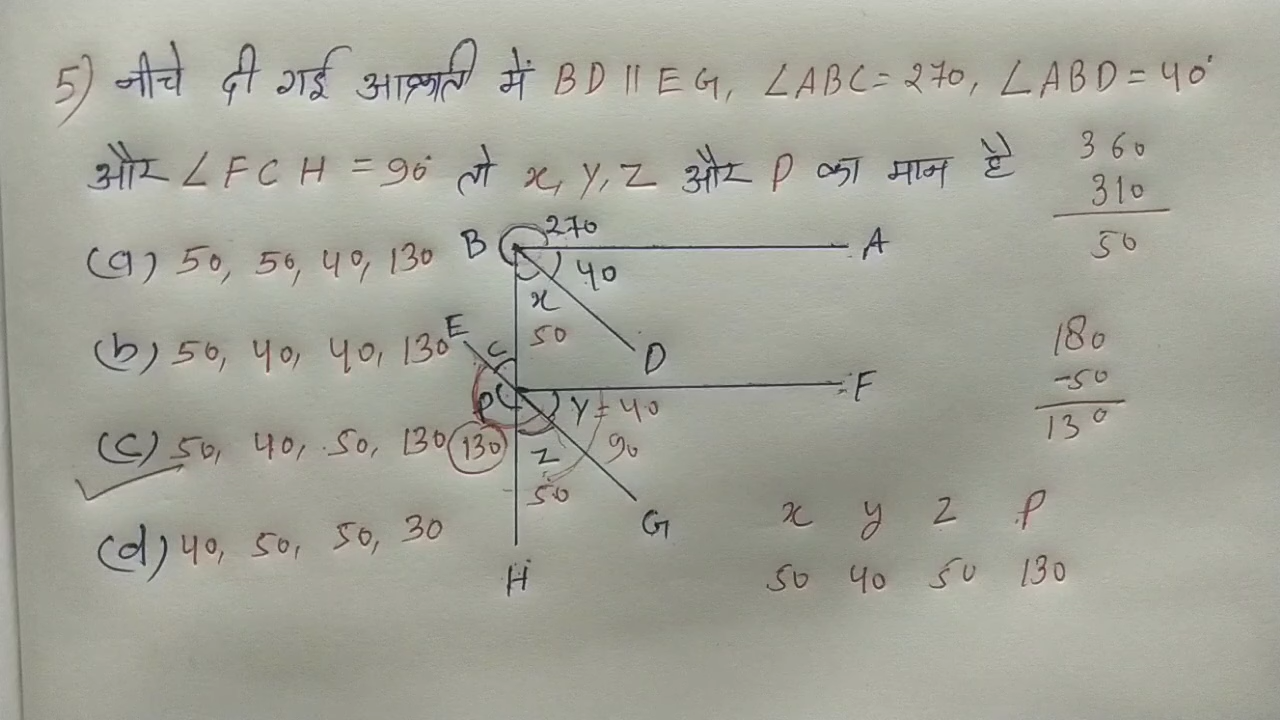 5) नीचे दी गई आकृती में BD || EG, ∠ABC = 270, ∠ABD = 40°
और ∠FCH = 90° तो x, y, z और P का मान है
360
310
50
(a) 50, 50, 40, 130
B 270 A
40
x
50
D
(b) 50, 40, 40, 130
E C F
180
-50
130
P Y = 40
90
(c) 50, 40, 50, 130
130
Z
50
G
(d) 40, 50, 50, 30
H
x y z P
50 40 50 130